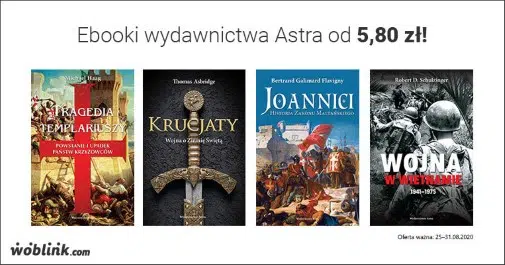 Ebooki wydawnictwa Astra od 5,80 zł!
Michael Haag
TRAGEDIA
TEMPLARIUSZY
POWSTANIE I UPADEK
PAŃSTW KRZYŻOWCÓW
Thomas Asbridge
KRUCJATY
Wojna o Ziemię Świętą
Bertrand Galimard Flavigny
JOANNICI
HISTORIA ZAKONU MALTAŃSKIEGO
Robert D. Schulzinger
WOJNA
W WIETNAMIE
1941-1975
Oferta ważna: 25-31.08.2020
woblink.com